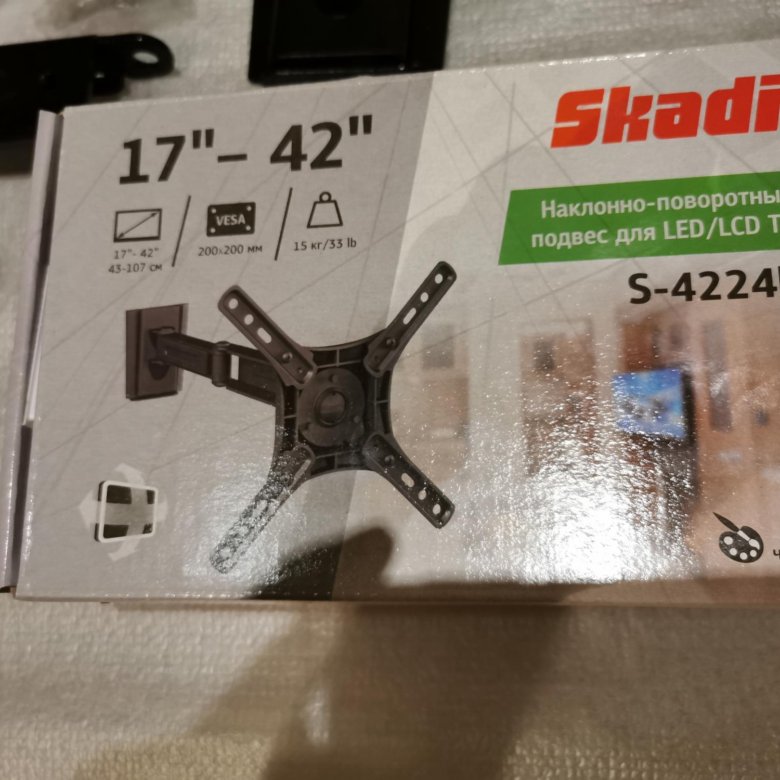 Skadi
17"– 42"
Наклонно-поворотны
подвес для LED/LCD Т
VESA
17"- 42"
43-107 см
200x200 мм
15 кг/33 lb
S-4224